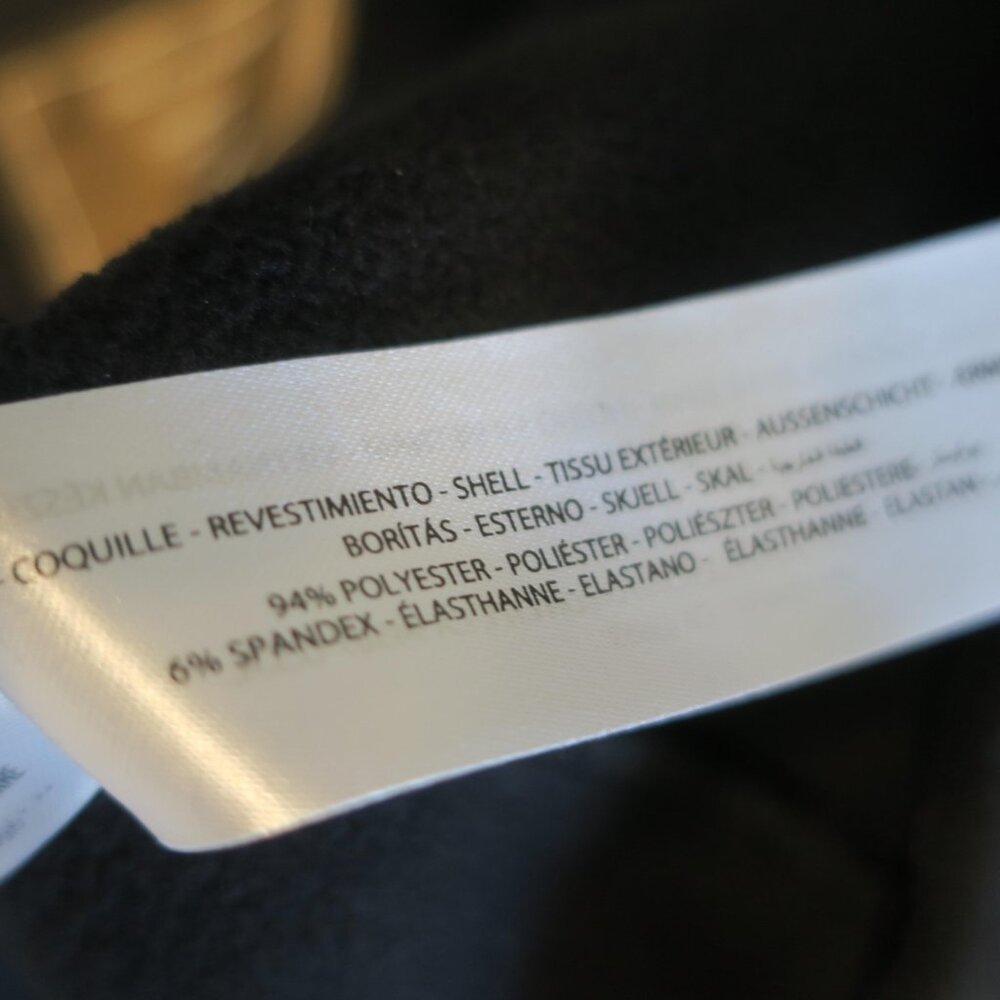 - COQUILLE - REVESTIMIENTO - SHELL - TISSU EXTÉRIEUR - AUSSENSCHICHT -
BORÍTÁS - ESTERNO - SKJELL - SKAL -
94% POLYESTER - POLIÉSTER - POLIÉSZTER - POLIESTERE -
6% SPANDEX - ÉLASTHANNE - ELASTANO - ÉLASTHANNE - ELASTAN -